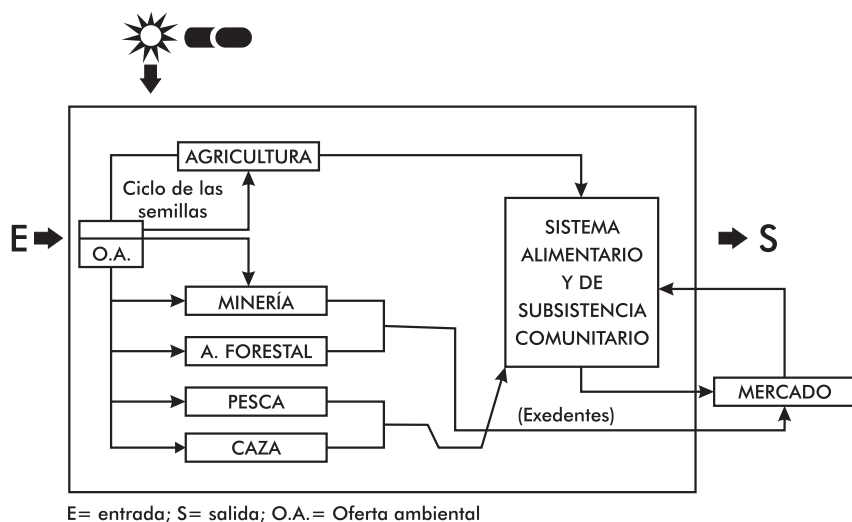 AGRICULTURA
Ciclo de las
semillas
E
O.A.
MINERÍA
A. FORESTAL
PESCA
CAZA
SISTEMA
ALIMENTARIO
Y DE
SUBSISTENCIA
COMUNITARIO
S
MERCADO
(Exedentes)
E= entrada; S= salida; O.A.= Oferta ambiental